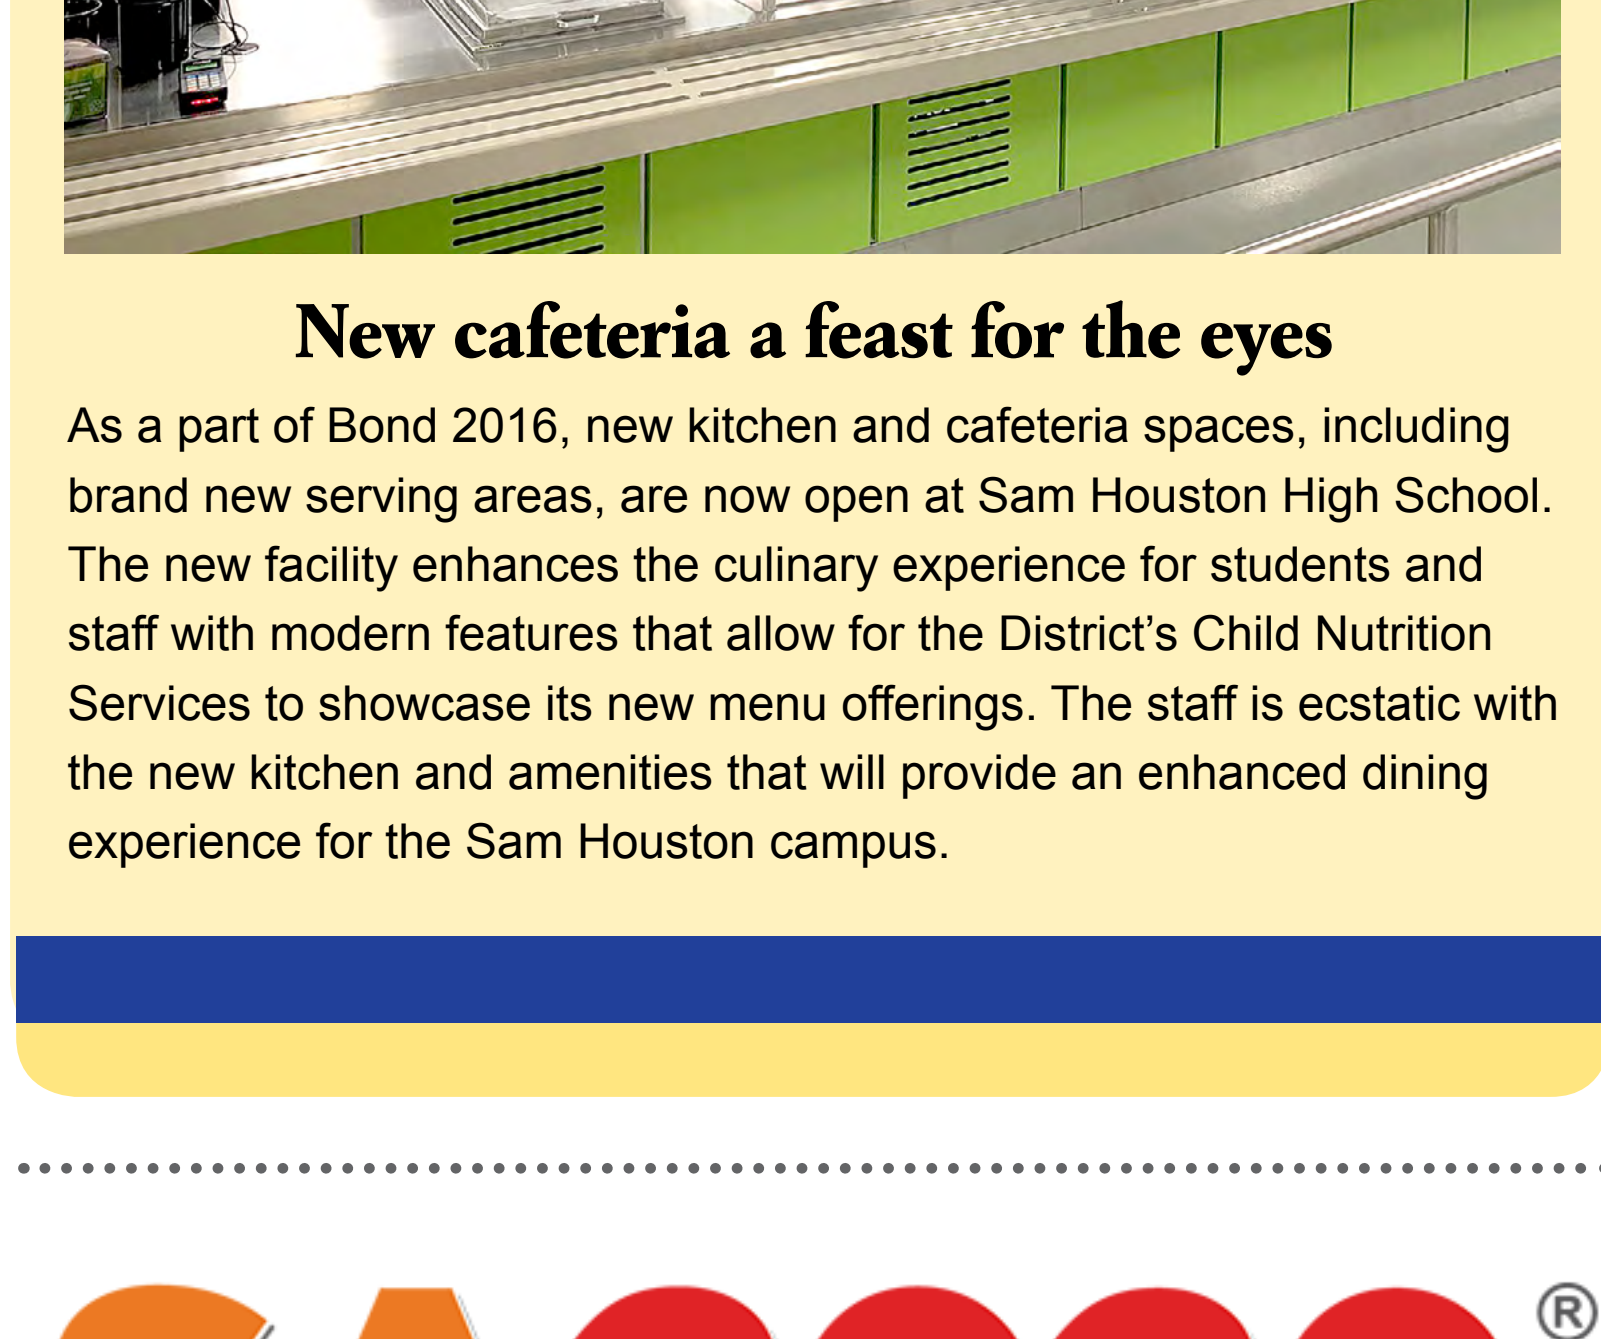 New cafeteria a feast for the eyes
As a part of Bond 2016, new kitchen and cafeteria spaces, including
brand new serving areas, are now open at Sam Houston High School.
The new facility enhances the culinary experience for students and
staff with modern features that allow for the District’s Child Nutrition
Services to showcase its new menu offerings. The staff is ecstatic with
the new kitchen and amenities that will provide an enhanced dining
experience for the Sam Houston campus.
®